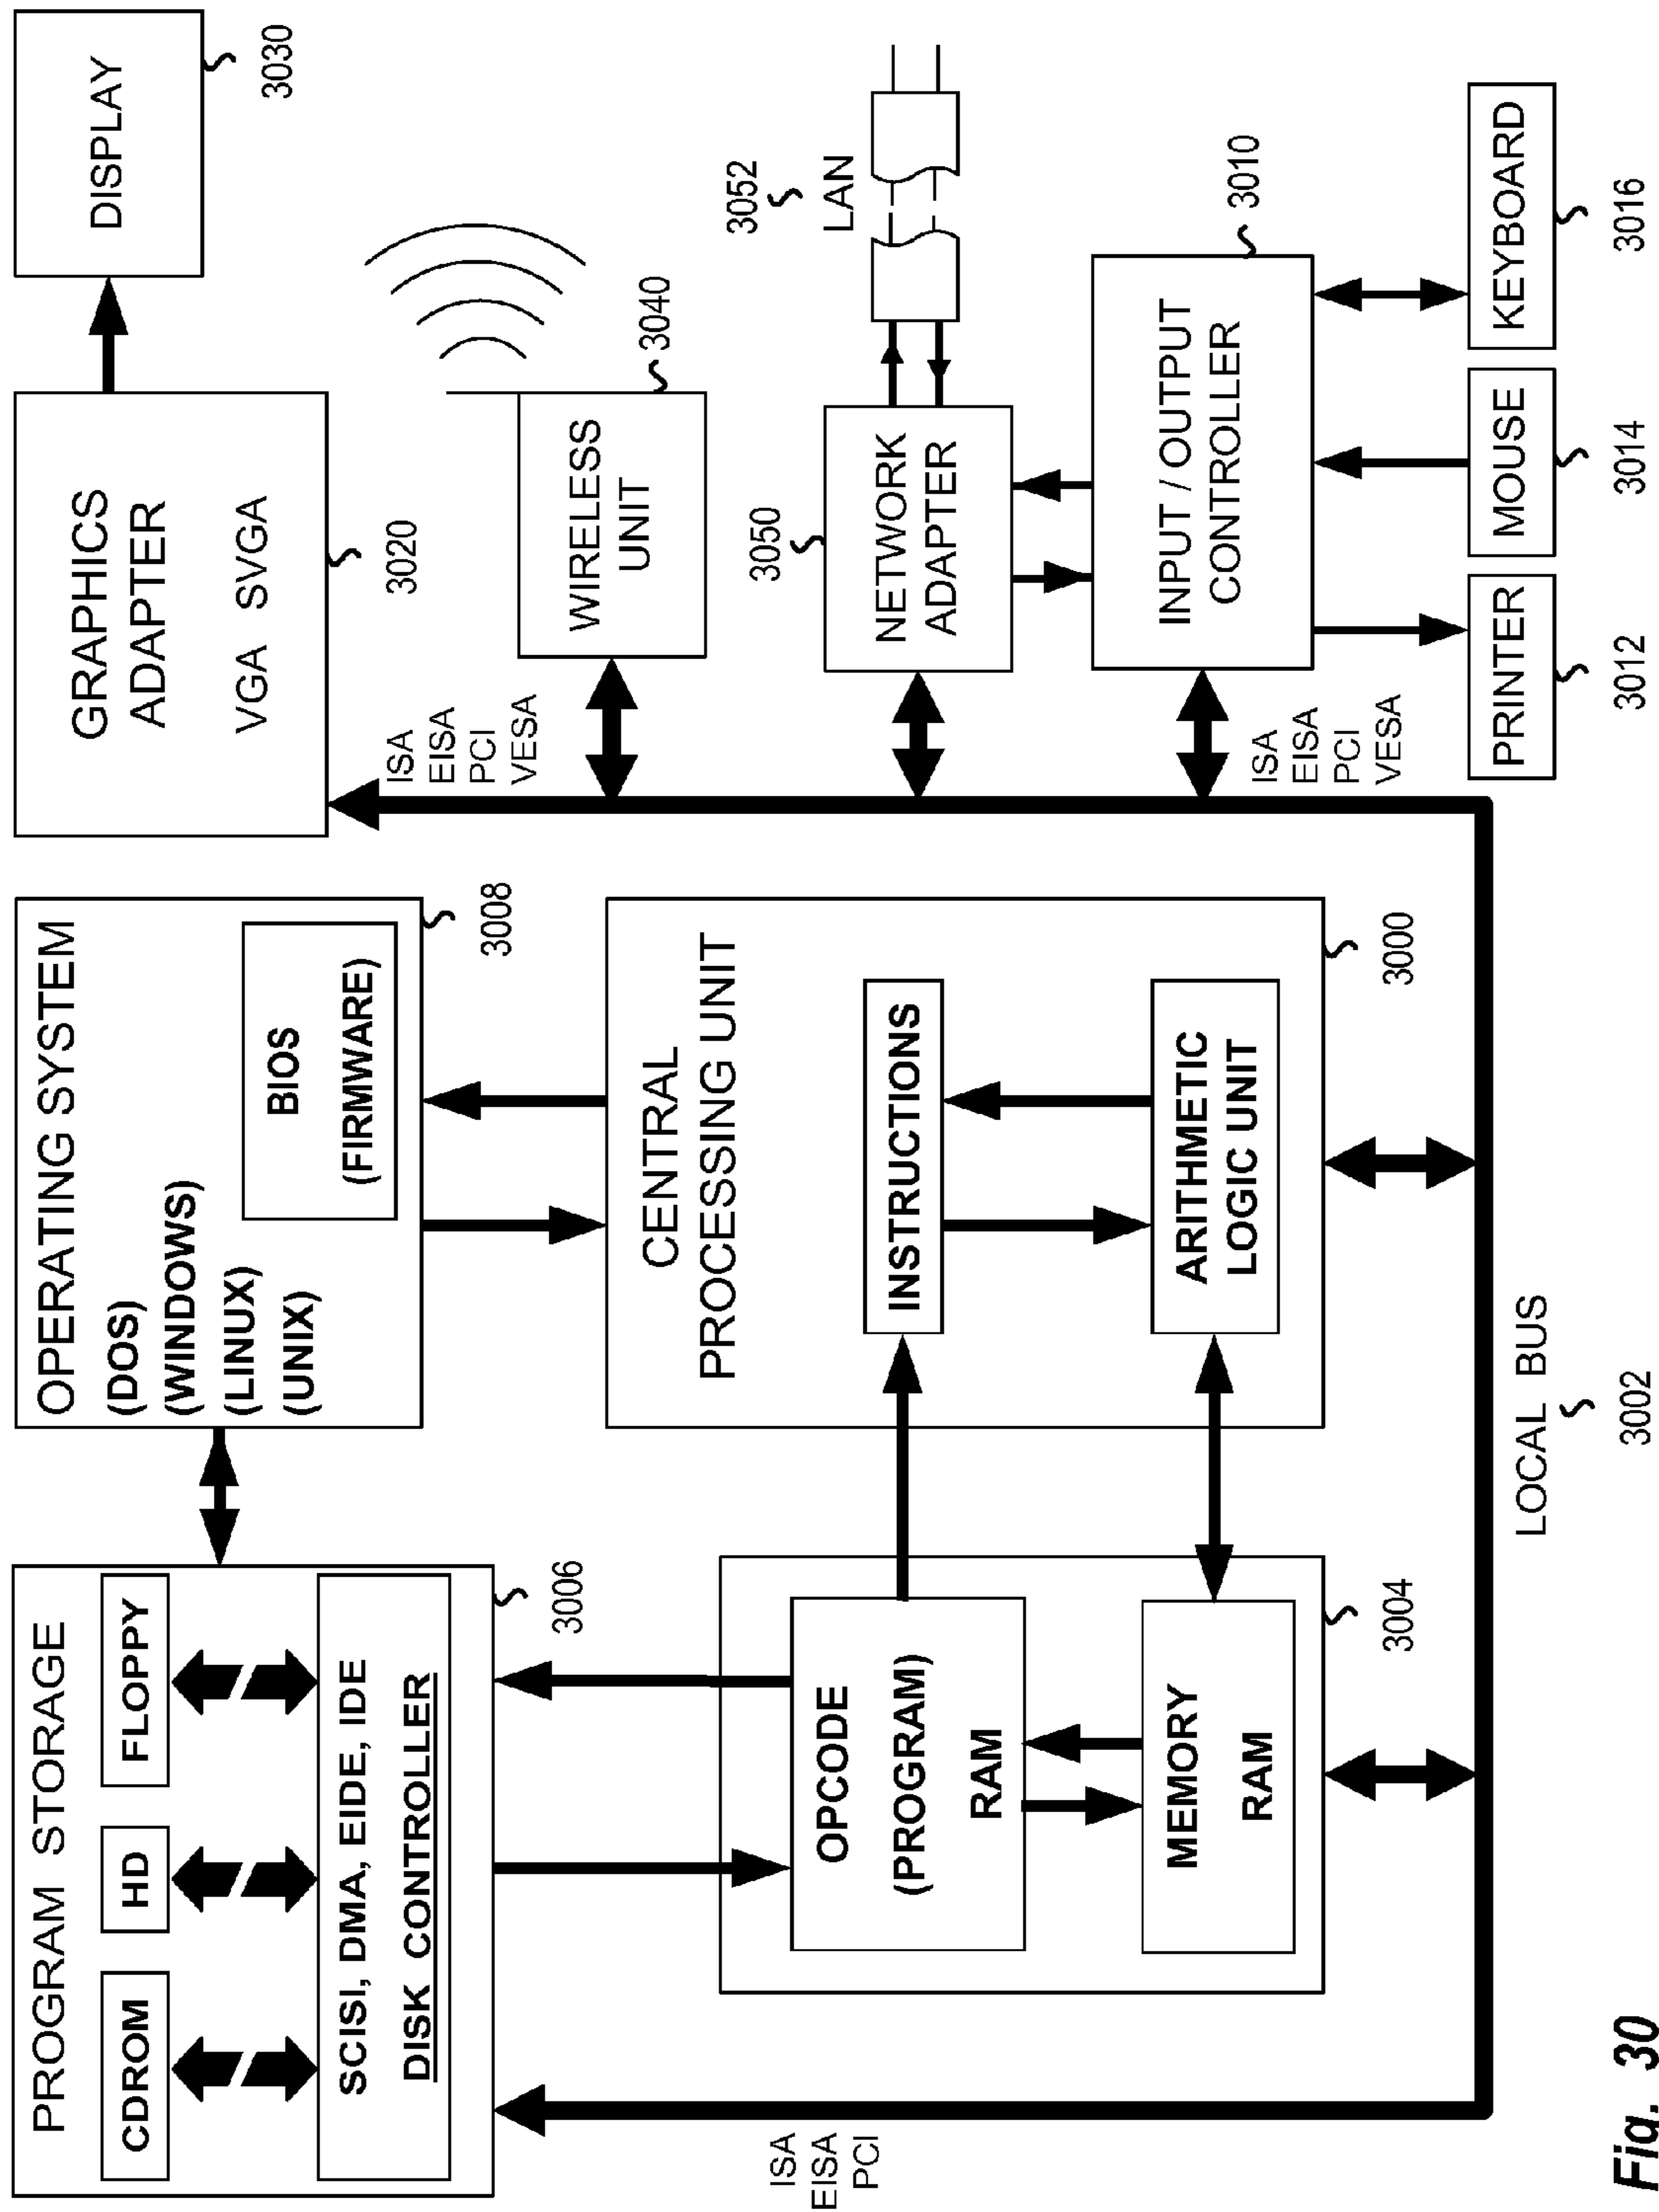 PROGRAM STORAGE
CDROM
HD
FLOPPY
SCISI, DMA, EIDE, IDE
DISK CONTROLLER
3006
OPERATING SYSTEM
(DOS)
(WINDOWS)
(LINUX)
(UNIX)
BIOS
(FIRMWARE)
3008
GRAPHICS
ADAPTER
VGA SVGA
3020
DISPLAY
3030
ISA
EISA
PCI
VESA
WIRELESS
UNIT
3040
CENTRAL
PROCESSING UNIT
INSTRUCTIONS
ARITHMETIC
LOGIC UNIT
3000
OPCODE
(PROGRAM)
RAM
MEMORY
RAM
3004
ISA
EISA
PCI
3050
NETWORK
ADAPTER
3052
LAN
INPUT / OUTPUT
CONTROLLER
3010
ISA
EISA
PCI
VESA
PRINTER
3012
MOUSE
3014
KEYBOARD
3016
LOCAL BUS
3002
Fig. 30